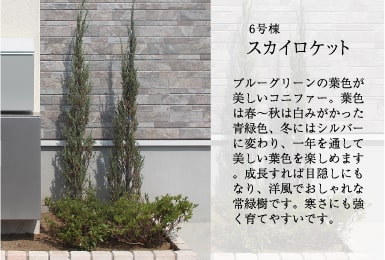 6号棟
スカイロケット
ブルーグリーンの葉色が
美しいコニファー。葉色
は春～秋は白みがかった
青緑色、冬にはシルバー
に変わり、一年を通して
美しい葉色を楽しめます
。成長すれば目隠しにも
なり、洋風でおしゃれな
常緑樹です。寒さにも強
く育てやすいです。